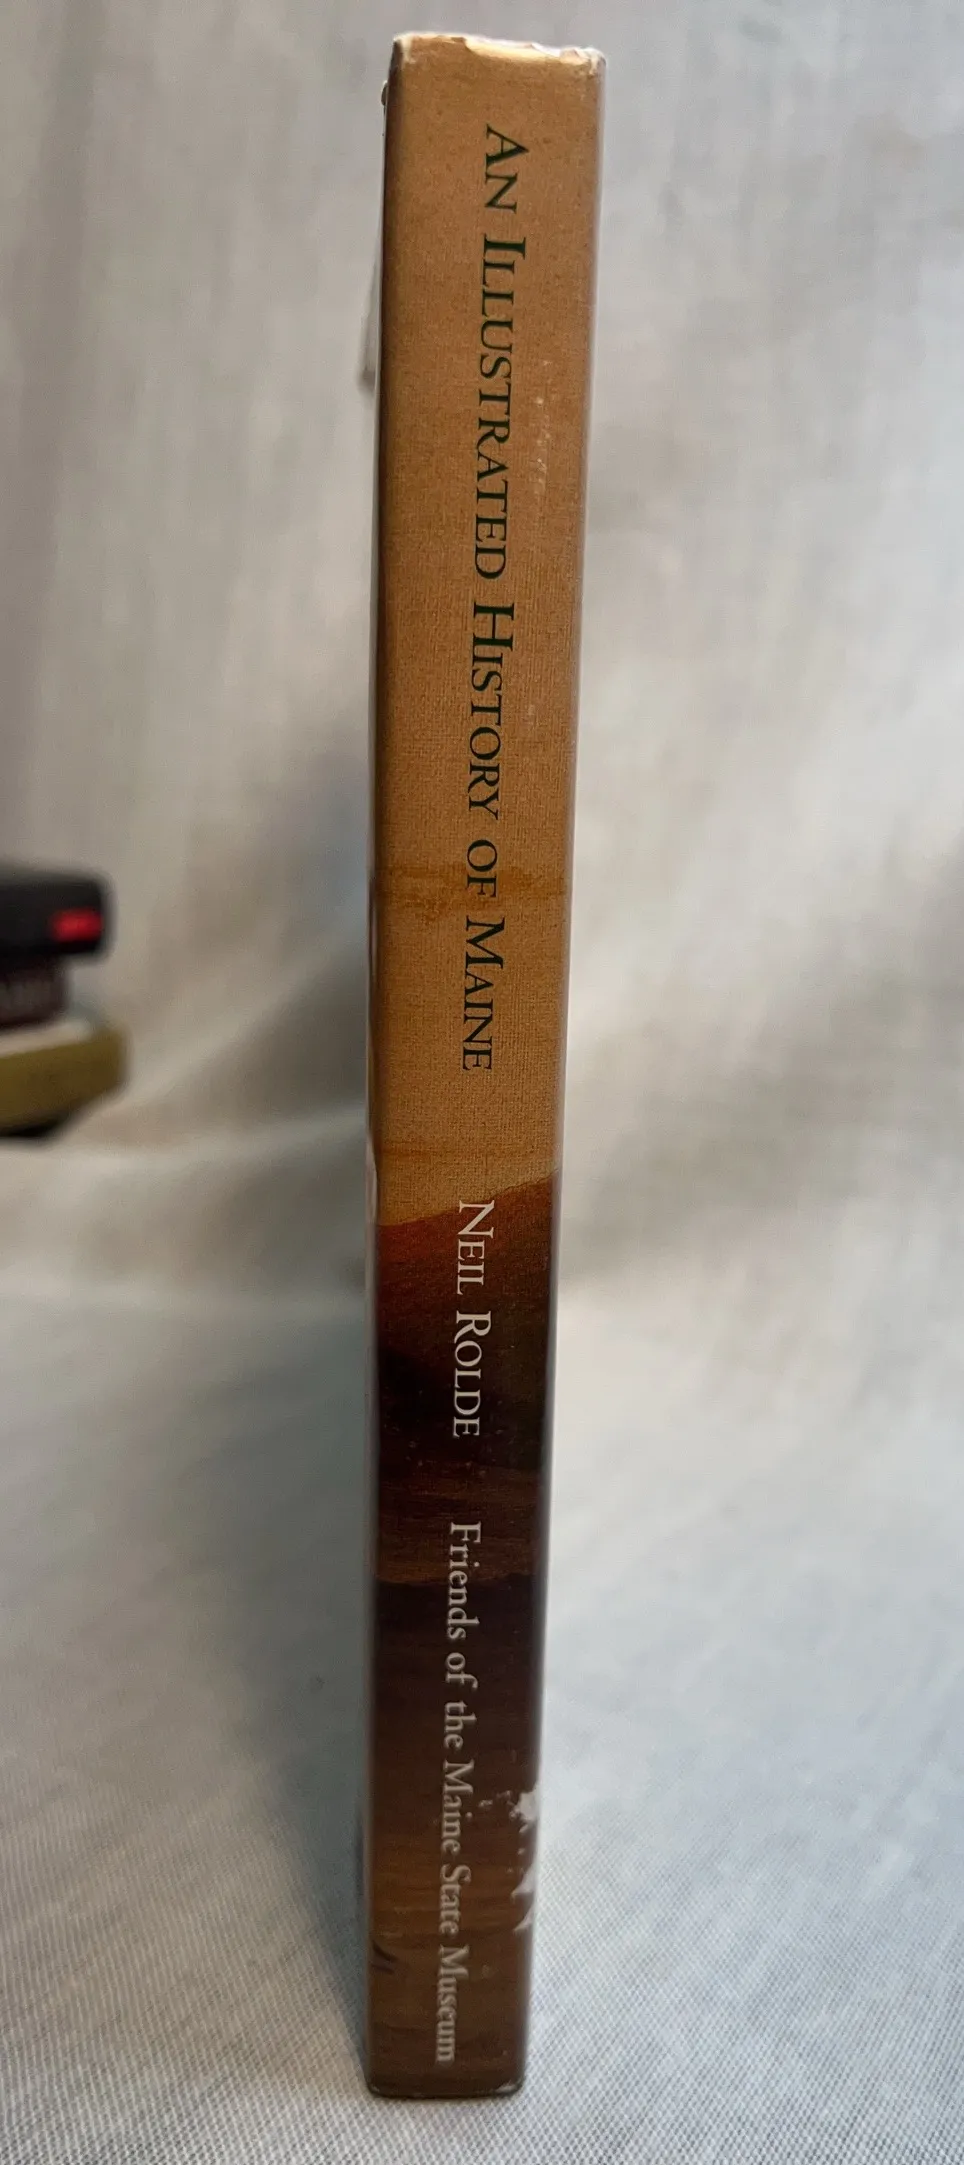 AN ILLUSTRATED HISTORY OF MAINE
NEIL ROLDE
Friends of the Maine State Museum